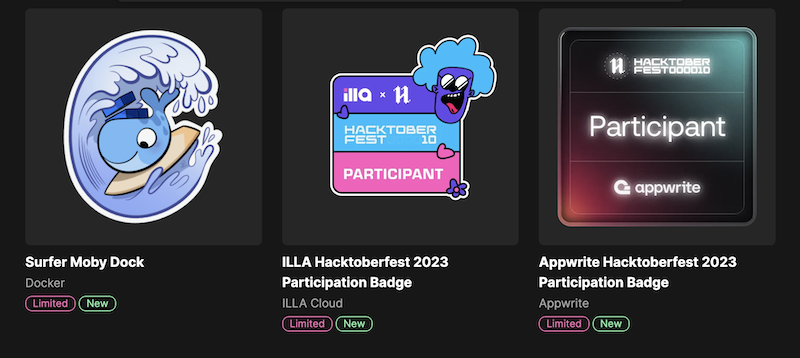 illa x
HACKTOBER
FEST 10
PARTICIPANT
HACKTOBER
FEST000010
Participant
appwrite
Surfer Moby Dock
Docker
Limited New
ILLA Hacktoberfest 2023
Participation Badge
ILLA Cloud
Limited New
Appwrite Hacktoberfest 2023
Participation Badge
Appwrite
Limited New